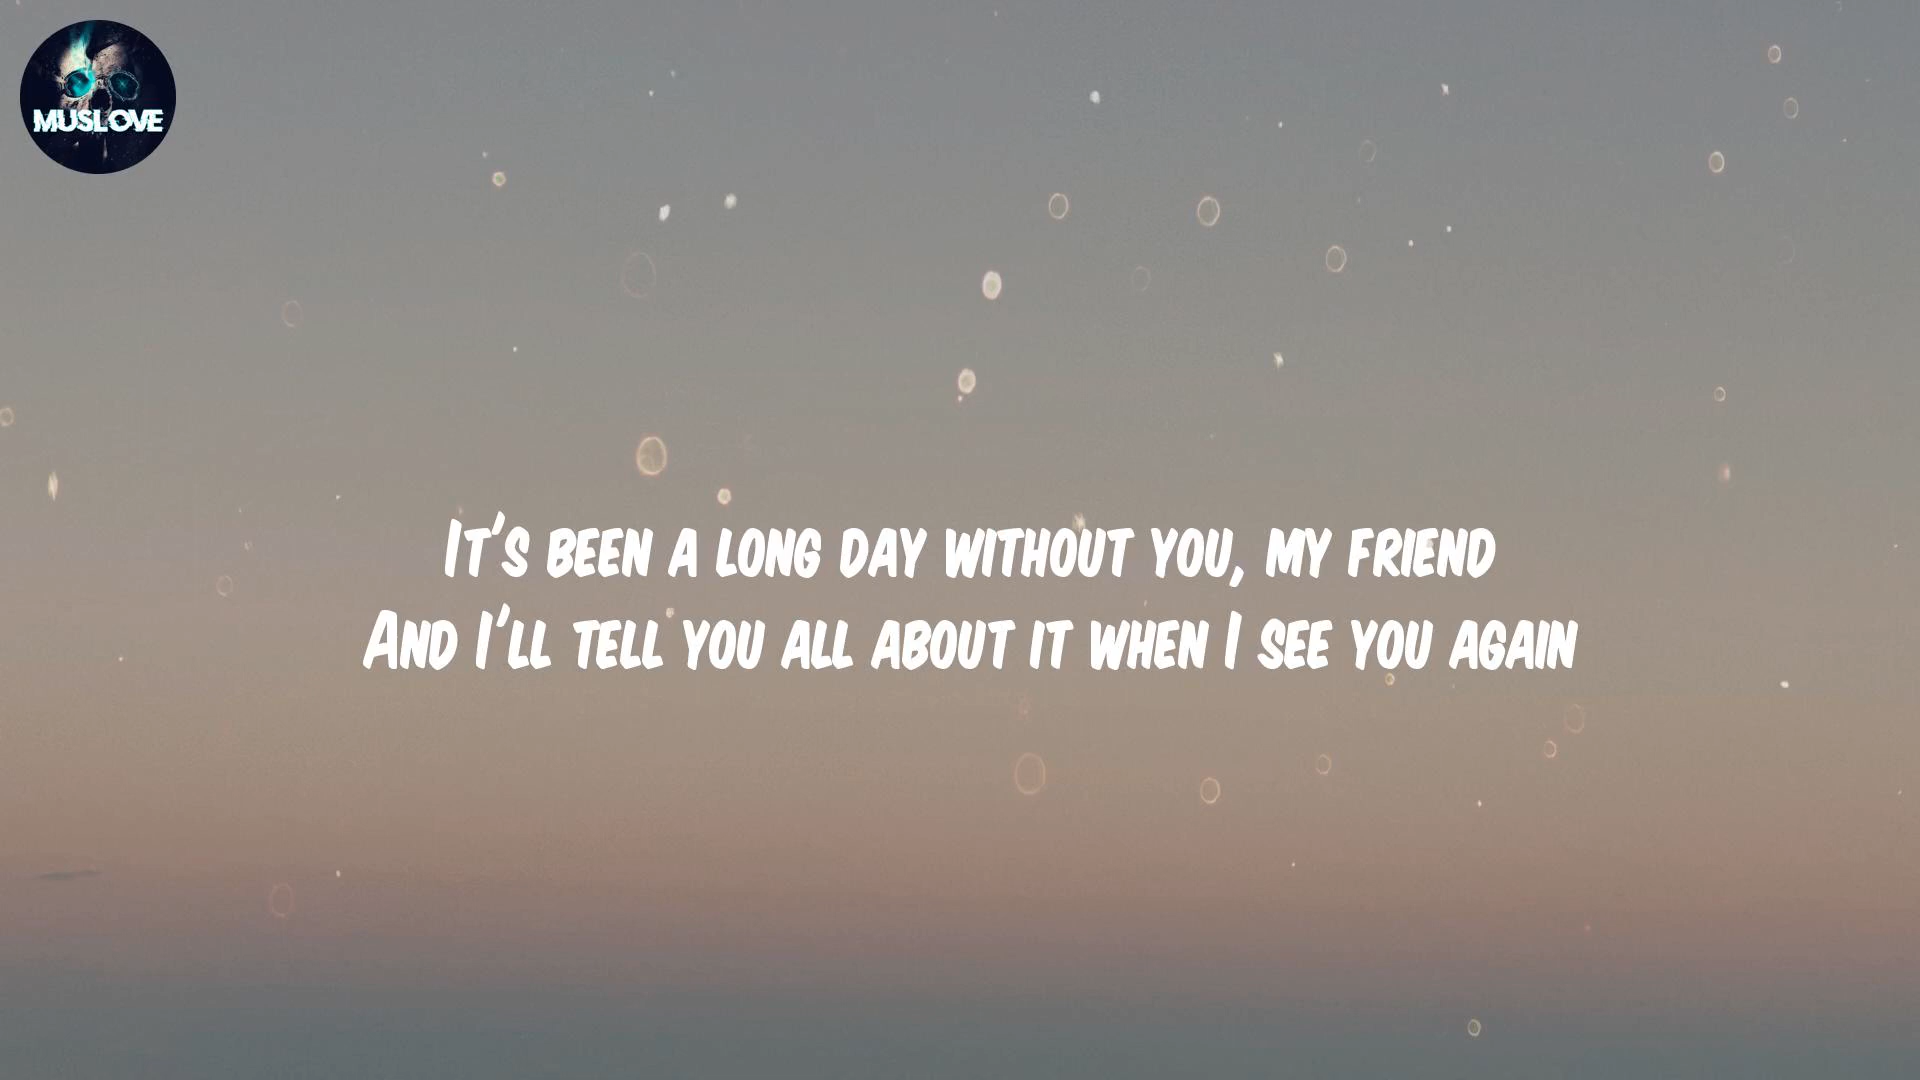 MUSLOVE
It's been a long day without you, my friend
And I'll tell you all about it when I see you again